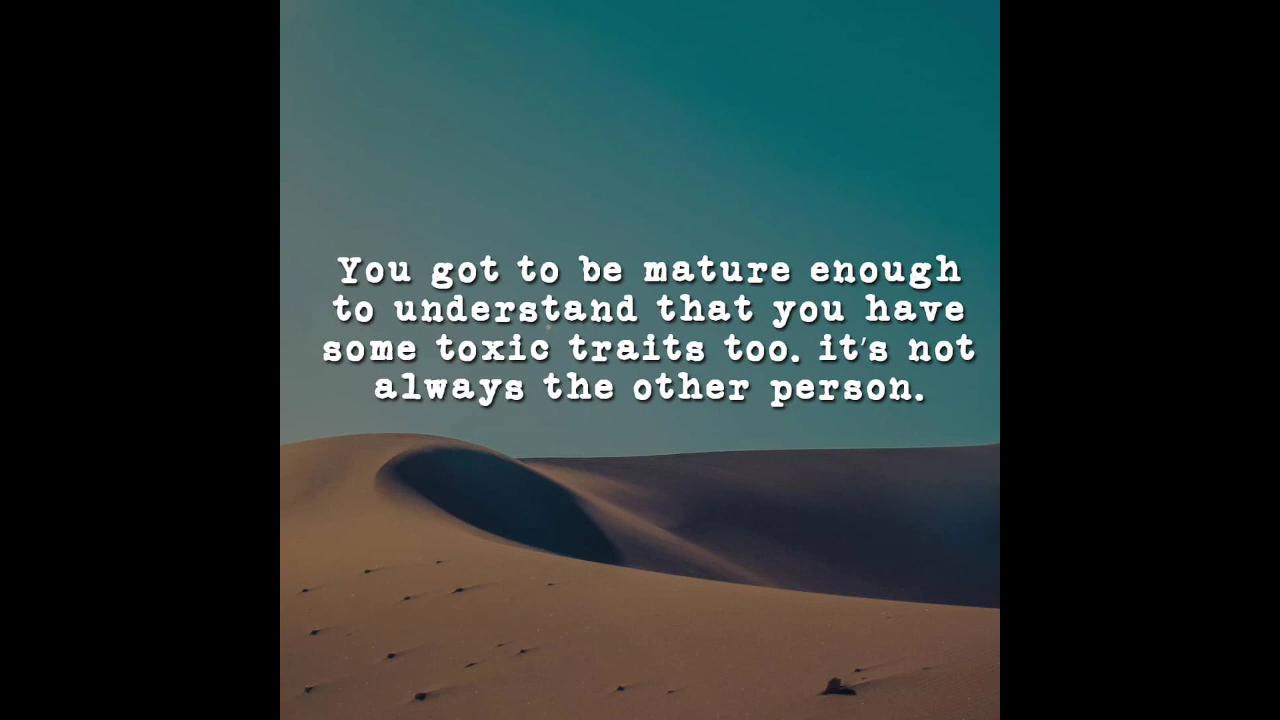 You got to be mature enough
to understand that you have
some toxic traits too. it's not
always the other person.